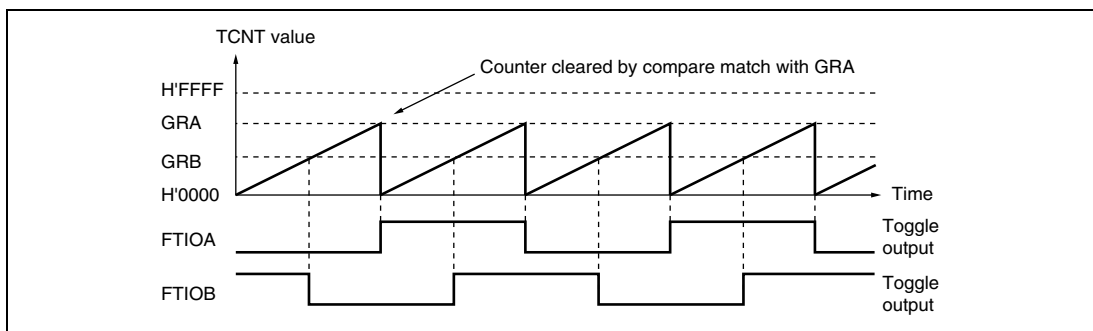 TCNT value
Counter cleared by compare match with GRA
H'FFFF
GRA
GRB
H'0000
Time
FTIOA
Toggle
output
FTIOB
Toggle
output